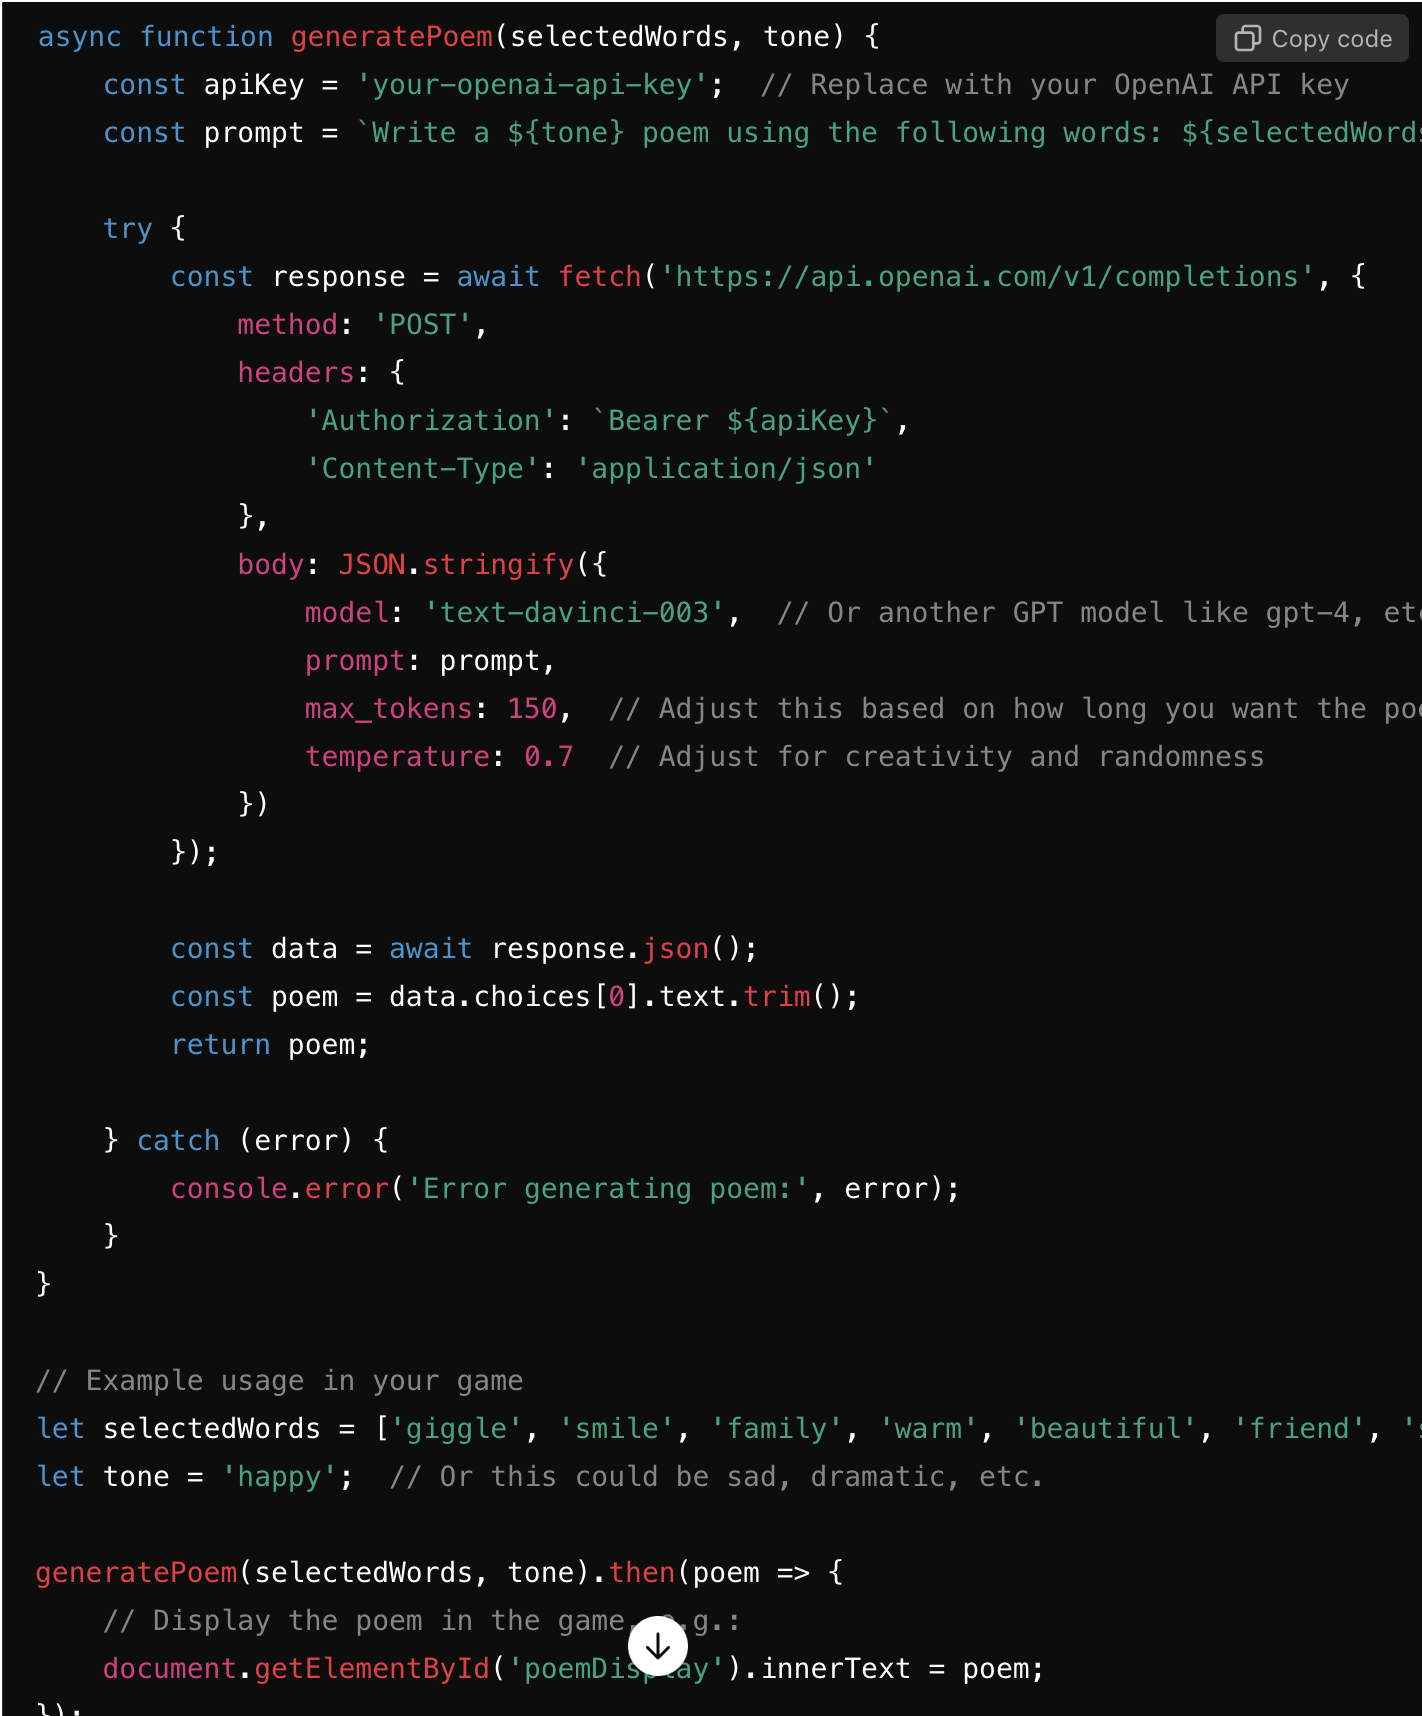 async function generatePoem(selectedWords, tone) {
Copy code
    const apiKey = 'your-openai-api-key';  // Replace with your OpenAI API key
    const prompt = `Write a ${tone} poem using the following words: ${selectedWords

    try {
        const response = await fetch('https://api.openai.com/v1/completions', {
            method: 'POST',
            headers: {
                'Authorization': `Bearer ${apiKey}`,
                'Content-Type': 'application/json'
            },
            body: JSON.stringify({
                model: 'text-davinci-003',  // Or another GPT model like gpt-4, etc
                prompt: prompt,
                max_tokens: 150,  // Adjust this based on how long you want the poe
                temperature: 0.7  // Adjust for creativity and randomness
            })
        });

        const data = await response.json();
        const poem = data.choices[0].text.trim();
        return poem;

    } catch (error) {
        console.error('Error generating poem:', error);
    }
}

// Example usage in your game
let selectedWords = ['giggle', 'smile', 'family', 'warm', 'beautiful', 'friend', 's
let tone = 'happy';  // Or this could be sad, dramatic, etc.

generatePoem(selectedWords, tone).then(poem => {
    // Display the poem in the game, e.g.:
    document.getElementById('poemDisplay').innerText = poem;
});